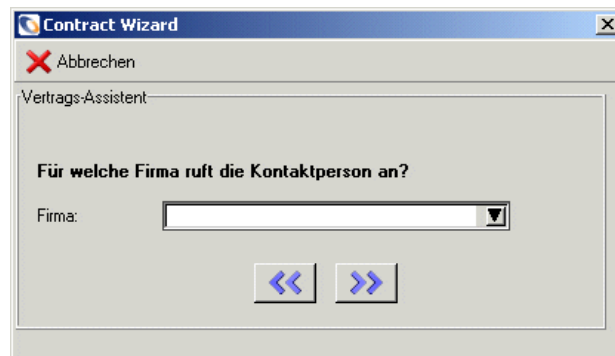 Contract Wizard
Abbrechen
Vertrags-Assistent
Für welche Firma ruft die Kontaktperson an?
Firma: